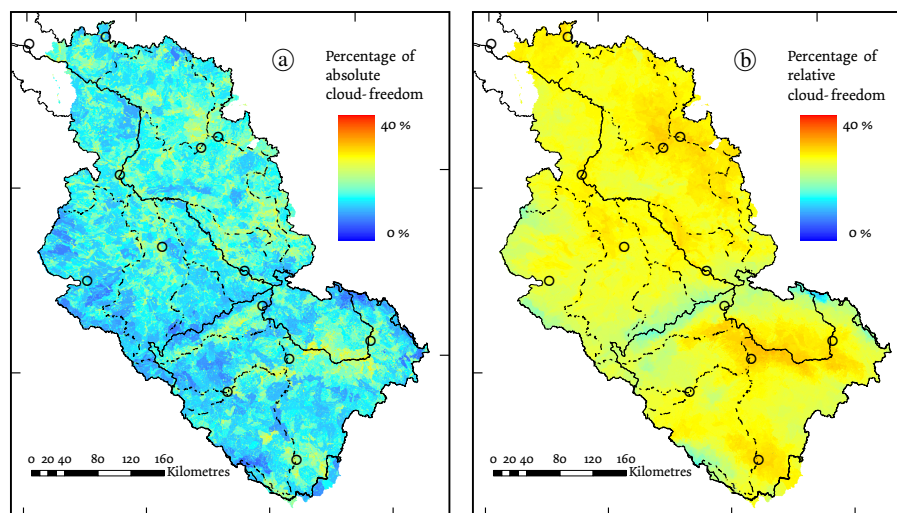 ⓐ
Percentage of
absolute
cloud-freedom
40 %
0 %
0 20 40 80 120 160
Kilometres
ⓑ
Percentage of
relative
cloud-freedom
40 %
0 %
0 20 40 80 120 160
Kilometres